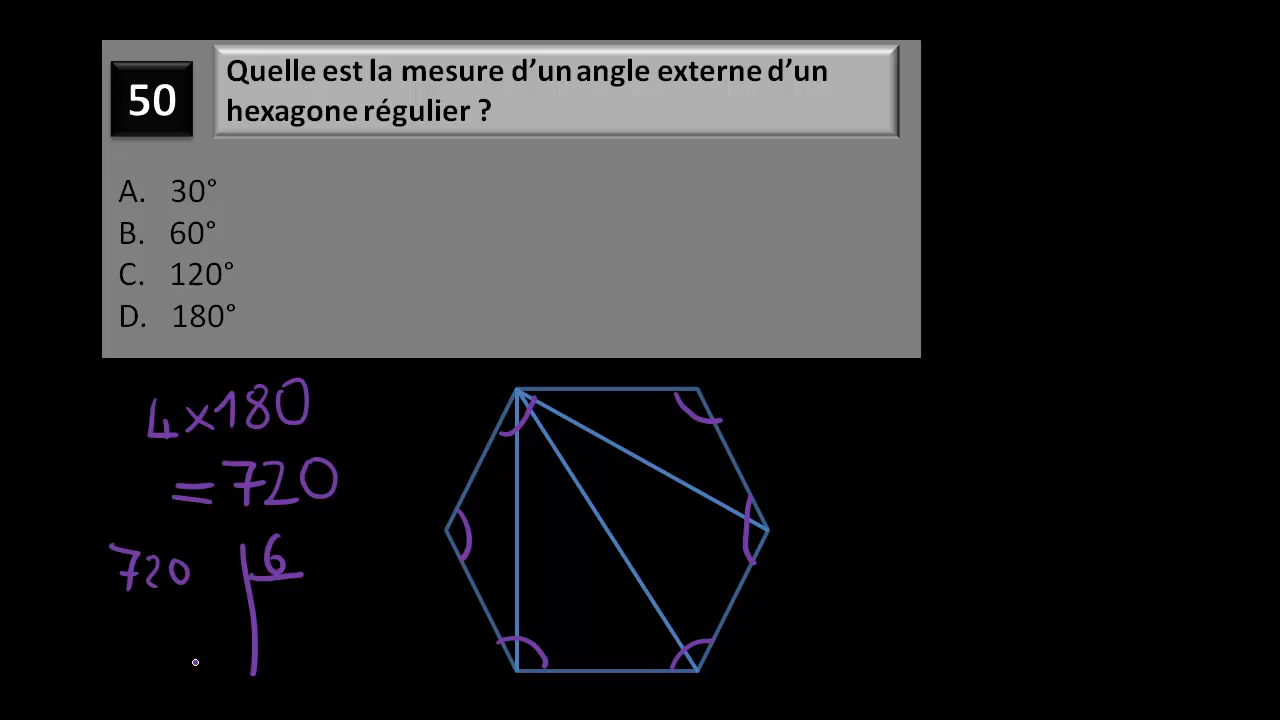 50
Quelle est la mesure d'un angle externe d'un
hexagone régulier ?
A. 30°
B. 60°
C. 120°
D. 180°
4×180
=720
720 6